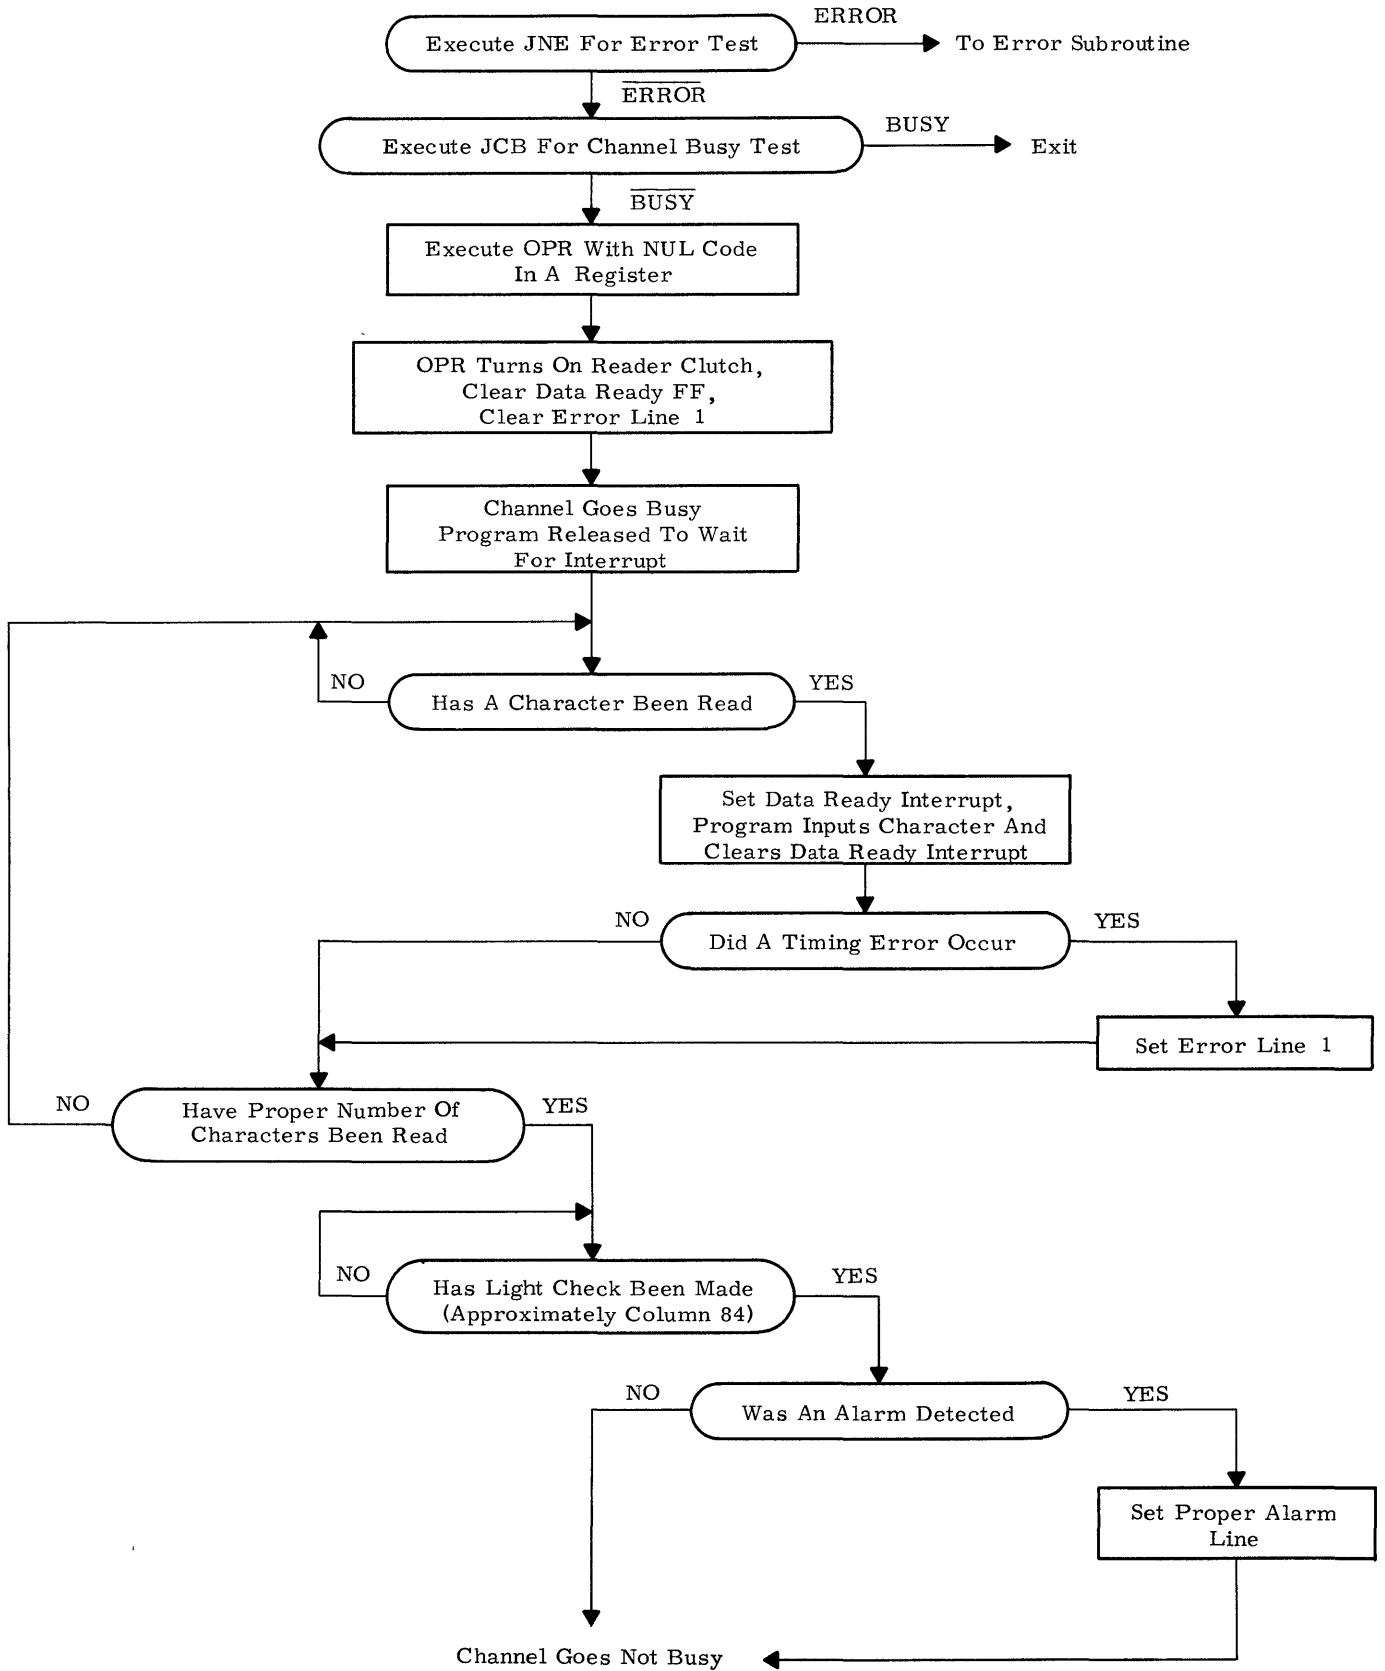 ERROR
Execute JNE For Error Test
To Error Subroutine
ERROR
Execute JCB For Channel Busy Test
BUSY
Exit
BUSY
Execute OPR With NUL Code
In A Register
OPR Turns On Reader Clutch,
Clear Data Ready FF,
Clear Error Line 1
Channel Goes Busy
Program Released To Wait
For Interrupt
NO
Has A Character Been Read
YES
Set Data Ready Interrupt,
Program Inputs Character And
Clears Data Ready Interrupt
NO
Did A Timing Error Occur
YES
Set Error Line 1
NO
Have Proper Number Of
Characters Been Read
YES
NO
Has Light Check Been Made
(Approximately Column 84)
YES
NO
Was An Alarm Detected
YES
Set Proper Alarm
Line
Channel Goes Not Busy